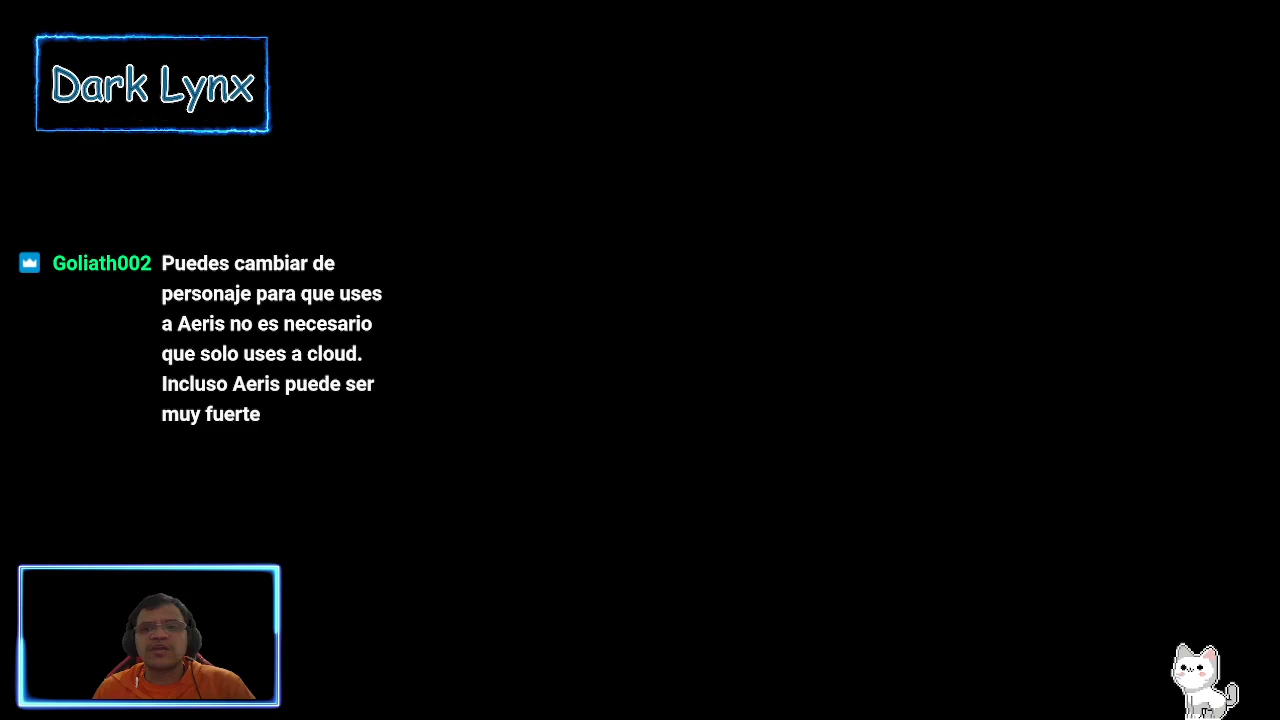 Dark Lynx
Goliath002 Puedes cambiar de
personaje para que uses
a Aeris no es necesario
que solo uses a cloud.
Incluso Aeris puede ser
muy fuerte